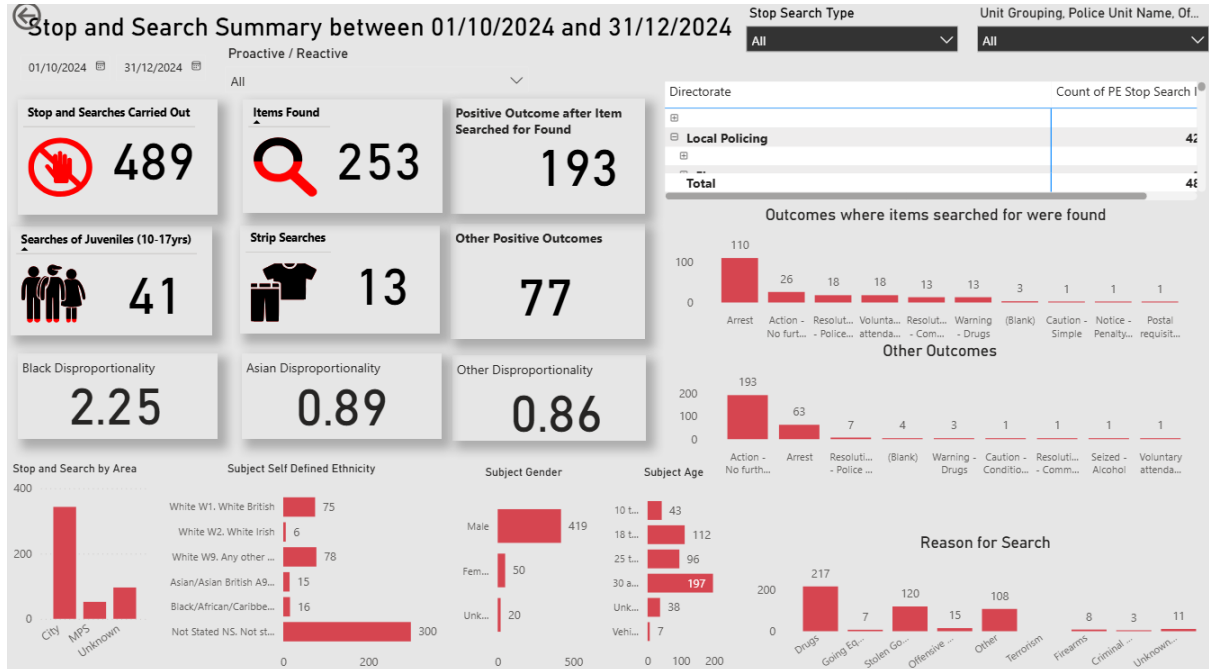 Stop and Search Summary between 01/10/2024 and 31/12/2024
Stop Search Type
All
Unit Grouping, Police Unit Name, Of...
All
01/10/2024
31/12/2024
Proactive / Reactive
All
Directorate
Count of PE Stop Search I
Local Policing
42
Total
48
Stop and Searches Carried Out
489
Items Found
253
Positive Outcome after Item
Searched for Found
193
Searches of Juveniles (10-17yrs)
41
Strip Searches
13
Other Positive Outcomes
77
Black Disproportionality
2.25
Asian Disproportionality
0.89
Other Disproportionality
0.86
Outcomes where items searched for were found
100
0
110
26
18
18
13
13
3
1
1
1
Arrest
Action -
No furt...
Resolut...
- Police...
Volunta...
attenda...
Resolut...
- Com...
Warning
- Drugs
(Blank)
Caution -
Simple
Notice -
Penalty...
Postal
requisit...
Other Outcomes
200
100
0
193
63
7
4
3
1
1
1
1
Action -
No furth...
Arrest
Resoluti...
- Police ...
(Blank)
Warning -
Drugs
Caution -
Conditio...
Resoluti...
- Comm...
Seized -
Alcohol
Voluntary
attenda...
Stop and Search by Area
400
200
0
City
MPS
Unknown
Subject Self Defined Ethnicity
White W1. White British
75
White W2. White Irish
6
White W9. Any other ...
78
Asian/Asian British A9...
15
Black/African/Caribbe...
16
Not Stated NS. Not st...
300
0
200
Subject Gender
Male
419
Fem...
50
Unk...
20
0
500
Subject Age
10 t...
43
18 t...
112
25 t...
96
30 a...
197
Unk...
38
Vehi...
7
0
100
200
Reason for Search
200
0
217
7
120
15
108
8
3
11
Drugs
Going Eq...
Stolen Go...
Offensive ...
Other
Terrorism
Firearms
Criminal ...
Unknown...